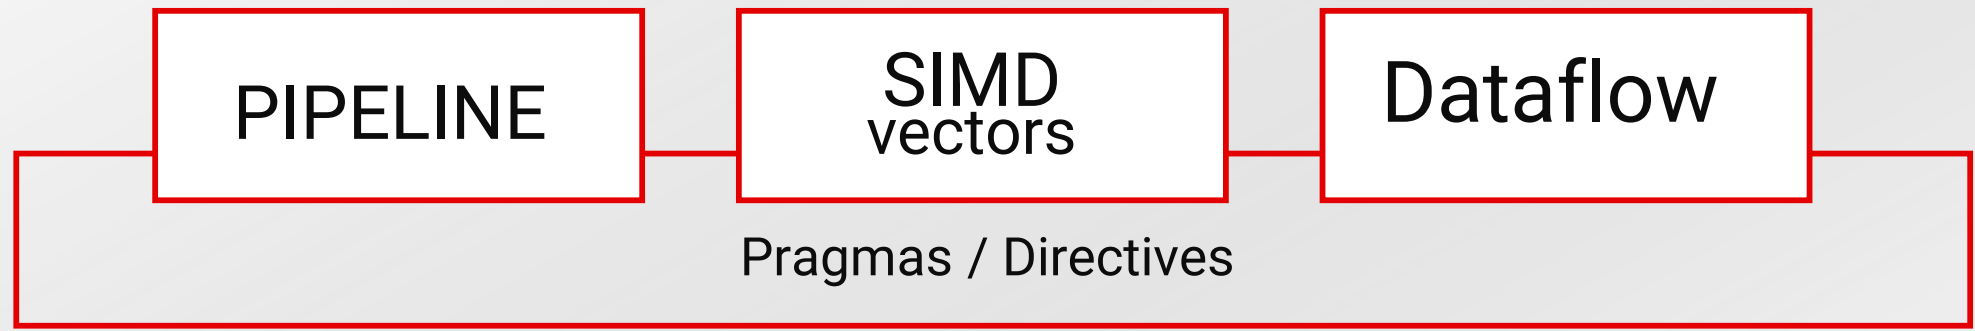 PIPELINE
SIMD
vectors
Dataflow
Pragmas / Directives